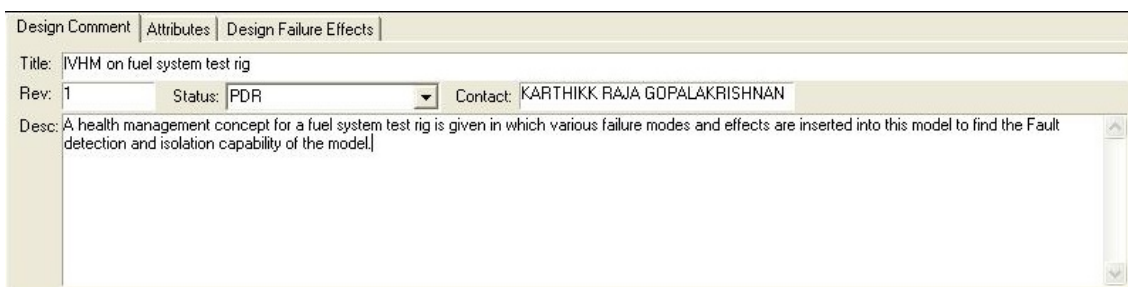 Design Comment Attributes Design Failure Effects
Title: IVHM on fuel system test rig
Rev: 1 Status: PDR Contact: KARTHIKK RAJA GOPALAKRISHNAN
Desc: A health management concept for a fuel system test rig is given in which various failure modes and effects are inserted into this model to find the Fault
detection and isolation capability of the model.